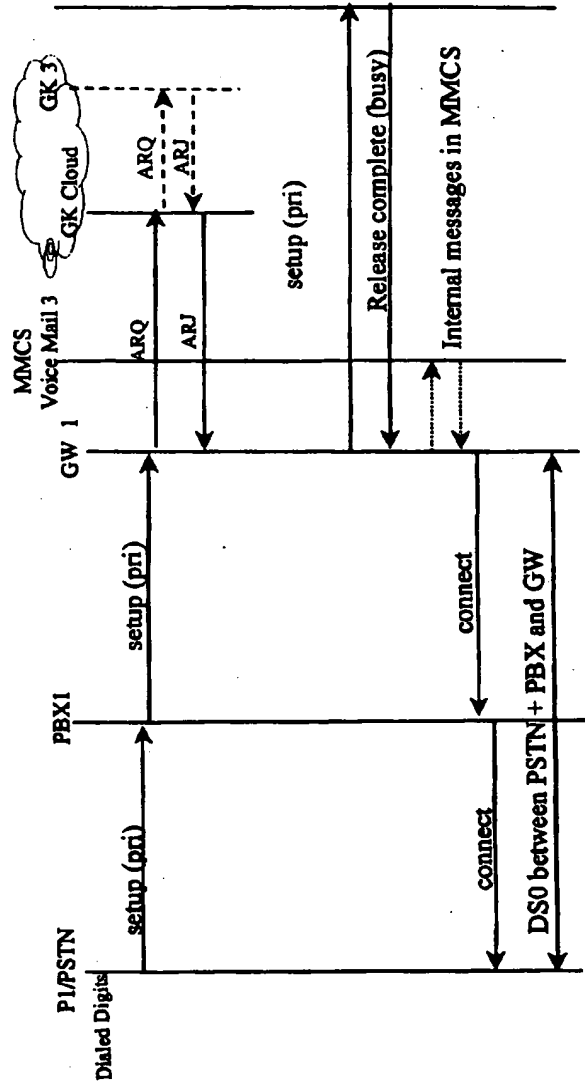 P1/PSTN
Dialed Digits
PBX1
GW 1
MMCS
Voice Mail 3
GK Cloud
GK 3
setup (pri)
setup (pri)
ARQ
ARQ
ARJ
ARJ
setup (pri)
Release complete (busy)
Internal messages in MMCS
connect
connect
DS0 between PSTN + PBX and GW